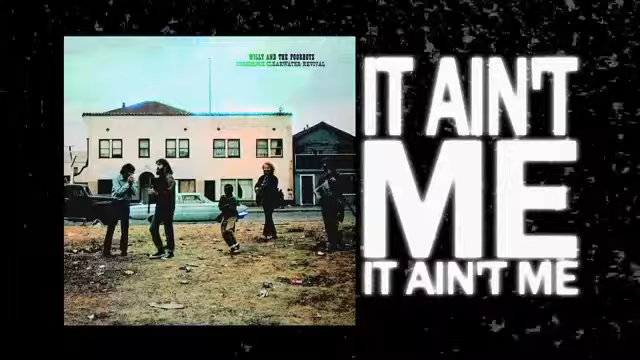 WILLY AND THE POORBOYS
CREEDENCE CLEARWATER REVIVAL
IT AIN'T
ME
IT AIN'T ME